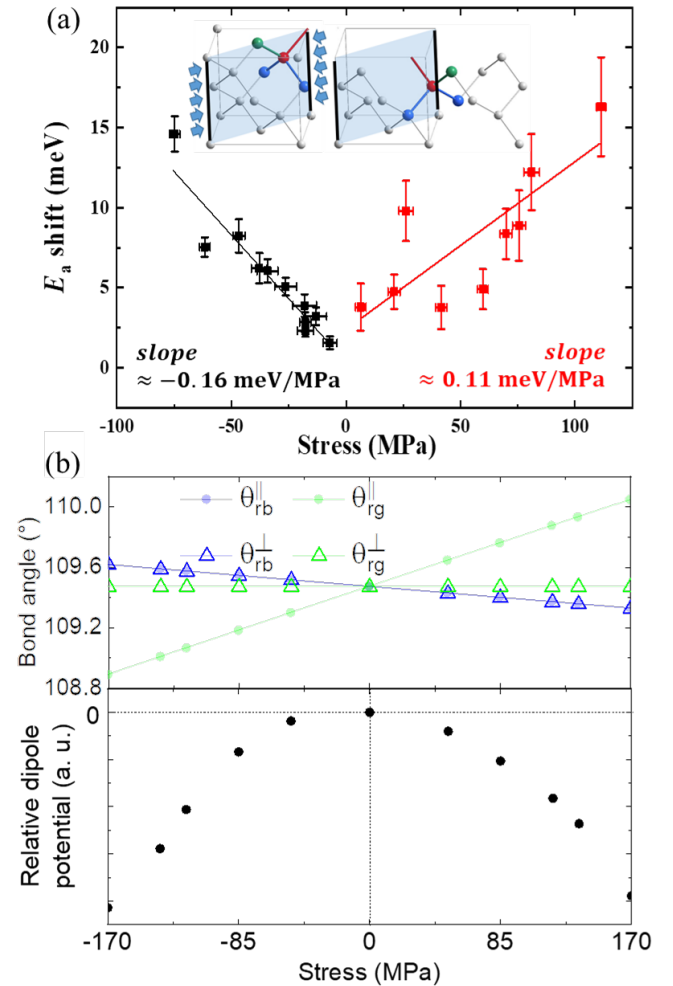 (a)
25
20
15
10
5
0
E_a shift (meV)
slope
≈ −0.16 meV/MPa
slope
≈ 0.11 meV/MPa
-100 -50 0 50 100
Stress (MPa)
(b)
110.0
109.6
109.2
108.8
Bond angle (°)
θ_rb^|| θ_rg^||
θ_rb^⊥ θ_rg^⊥
0
Relative dipole
potential (a. u.)
-170 -85 0 85 170
Stress (MPa)